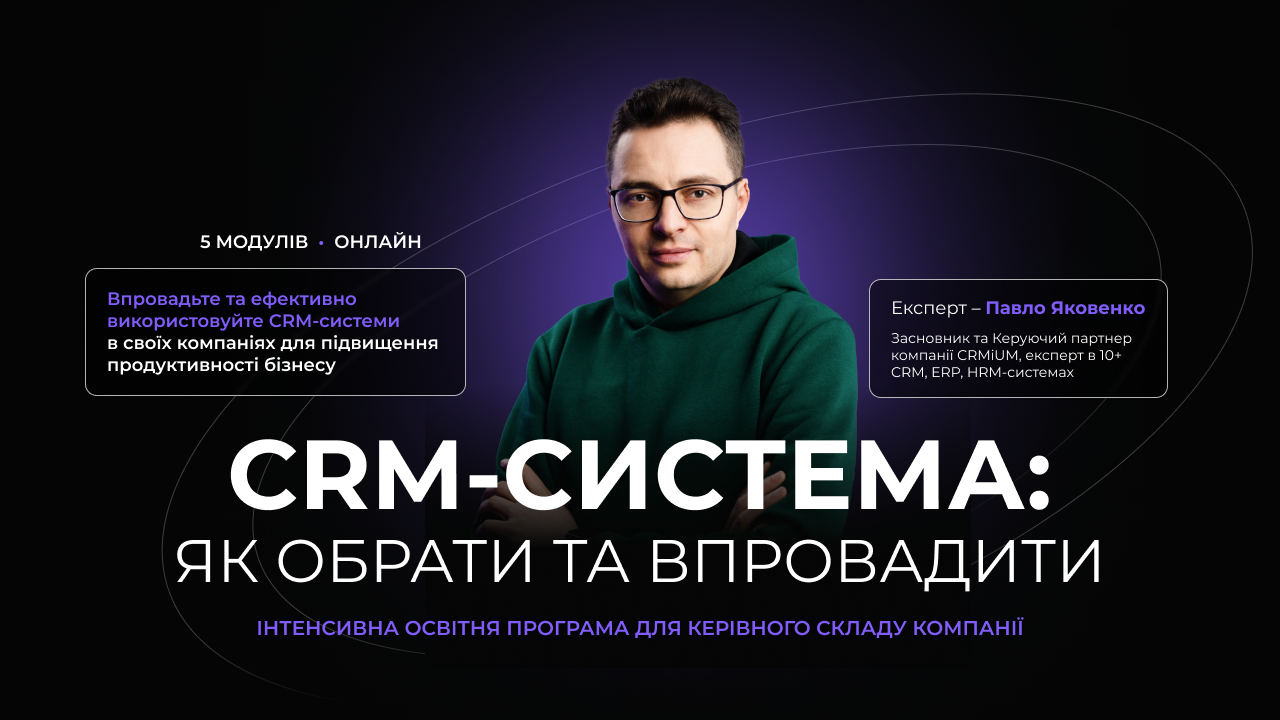 5 МОДУЛІВ • ОНЛАЙН
Впровадьте та ефективно
використовуйте CRM-системи
в своїх компаніях для підвищення
продуктивності бізнесу
Експерт – Павло Яковенко
Засновник та Керуючий партнер
компанії CRMiUM, експерт в 10+
CRM, ERP, HRM-системах
CRM-СИСТЕМА:
ЯК ОБРАТИ ТА ВПРОВАДИТИ
ІНТЕНСИВНА ОСВІТНЯ ПРОГРАМА ДЛЯ КЕРІВНОГО СКЛАДУ КОМПАНІЇ